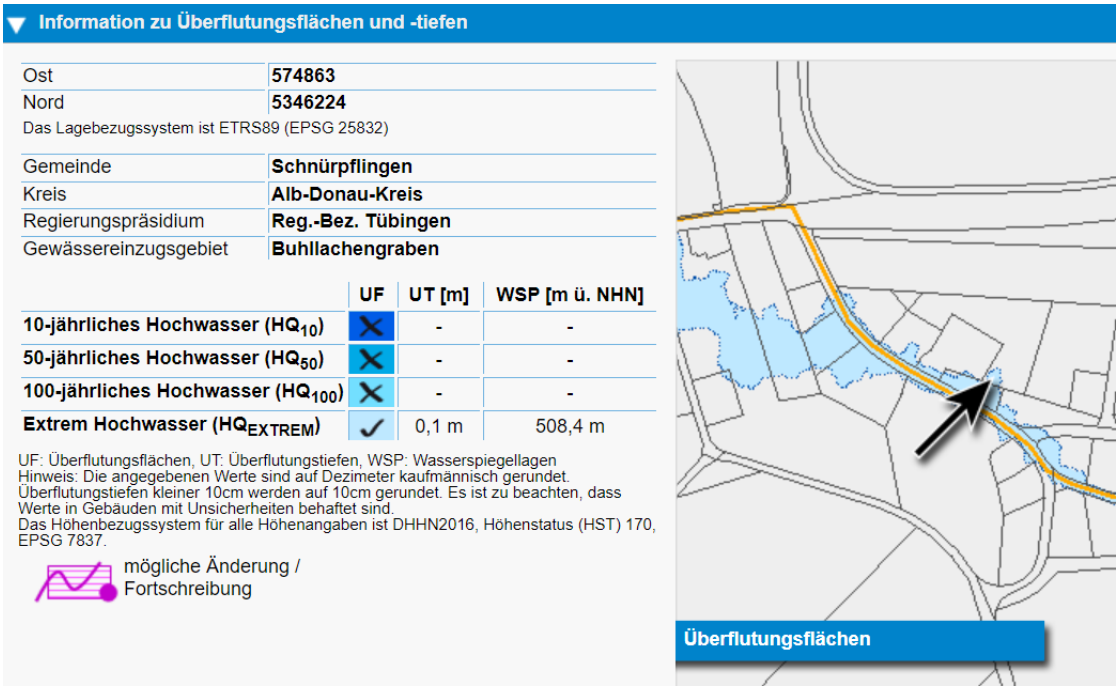 Information zu Überflutungsflächen und -tiefen
Ost 574863
Nord 5346224
Das Lagebezugssystem ist ETRS89 (EPSG 25832)
Gemeinde Schnürpflingen
Kreis Alb-Donau-Kreis
Regierungspräsidium Reg.-Bez. Tübingen
Gewässereinzugsgebiet Buhllachengraben
UF UT [m] WSP [m ü. NHN]
10-jährliches Hochwasser (HQ10) - -
50-jährliches Hochwasser (HQ50) - -
100-jährliches Hochwasser (HQ100) - -
Extrem Hochwasser (HQEXTREM) 0,1 m 508,4 m
UF: Überflutungsflächen, UT: Überflutungstiefen, WSP: Wasserspiegellagen
Hinweis: Die angegebenen Werte sind auf Dezimeter kaufmännisch gerundet.
Überflutungstiefen kleiner 10cm werden auf 10cm gerundet. Es ist zu beachten, dass
Werte in Gebäuden mit Unsicherheiten behaftet sind.
Das Höhenbezugssystem für alle Höhenangaben ist DHHN2016, Höhenstatus (HST) 170,
EPSG 7837.
mögliche Änderung /
Fortschreibung
Überflutungsflächen